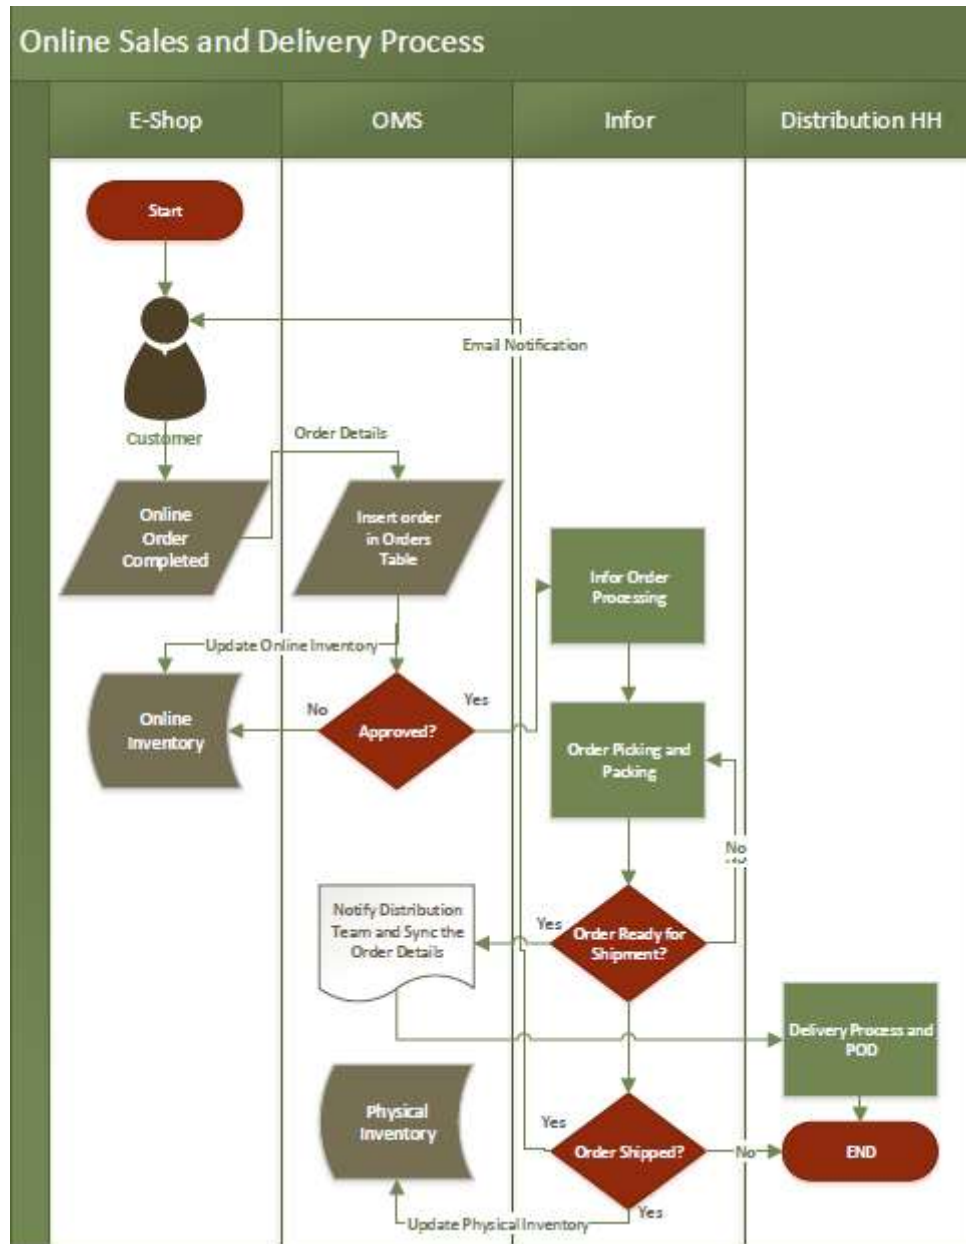 Online Sales and Delivery Process
E-Shop
OMS
Infor
Distribution HH
Start
Email Notification
Customer
Order Details
Online
Order
Completed
Insert order
in Orders
Table
Infor Order
Processing
Update Online Inventory
Online
Inventory
No
Approved?
Yes
Order Picking and
Packing
No
Notify Distribution
Team and Sync the
Order Details
Yes
Order Ready for
Shipment?
Delivery Process and
POD
Physical
Inventory
Yes
Order Shipped?
No
END
Yes
Update Physical Inventory